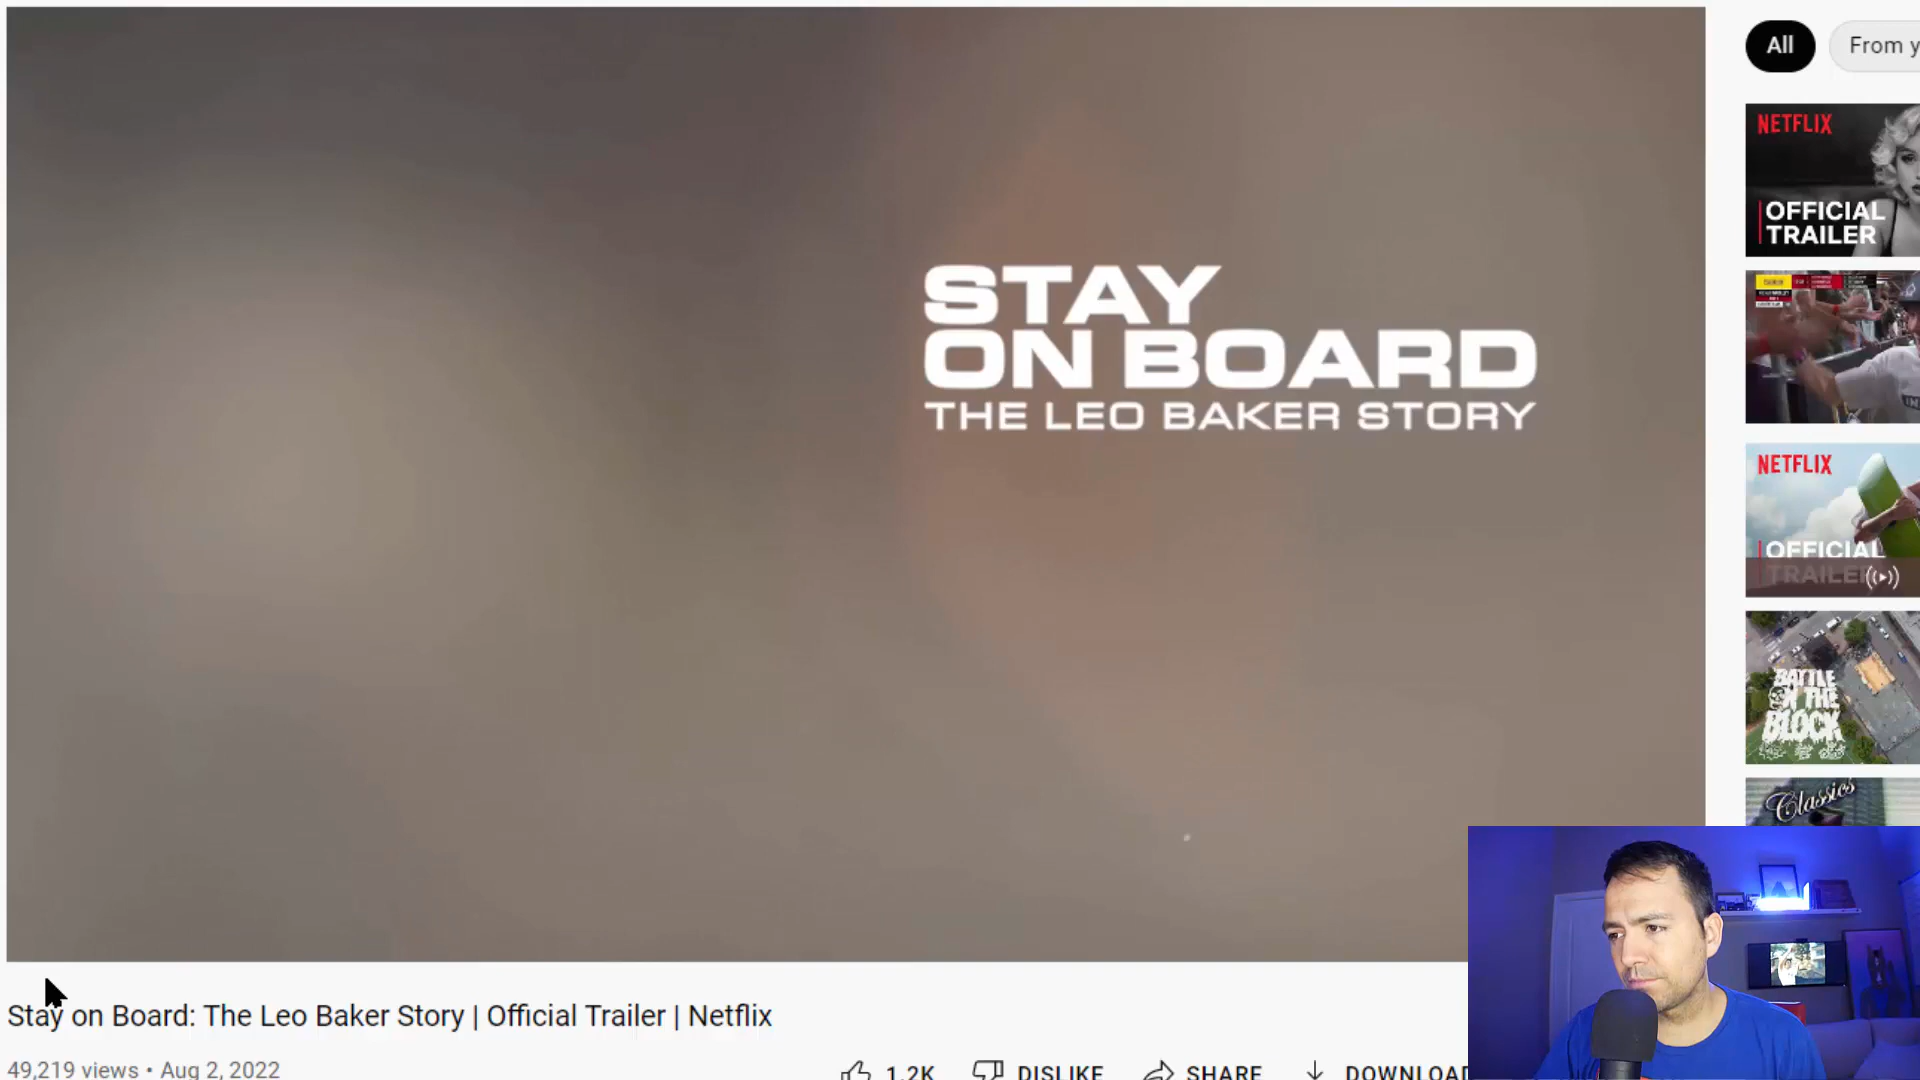 STAY
ON BOARD
THE LEO BAKER STORY
Stay on Board: The Leo Baker Story | Official Trailer | Netflix
49,219 views • Aug 2, 2022
1.2K
DISLIKE
SHARE
DOWNLOAD
All
From y
NETFLIX
OFFICIAL
TRAILER
NETFLIX
OFFICIAL
TRAILER
BATTLE
ON THE
BLOCK
Classics